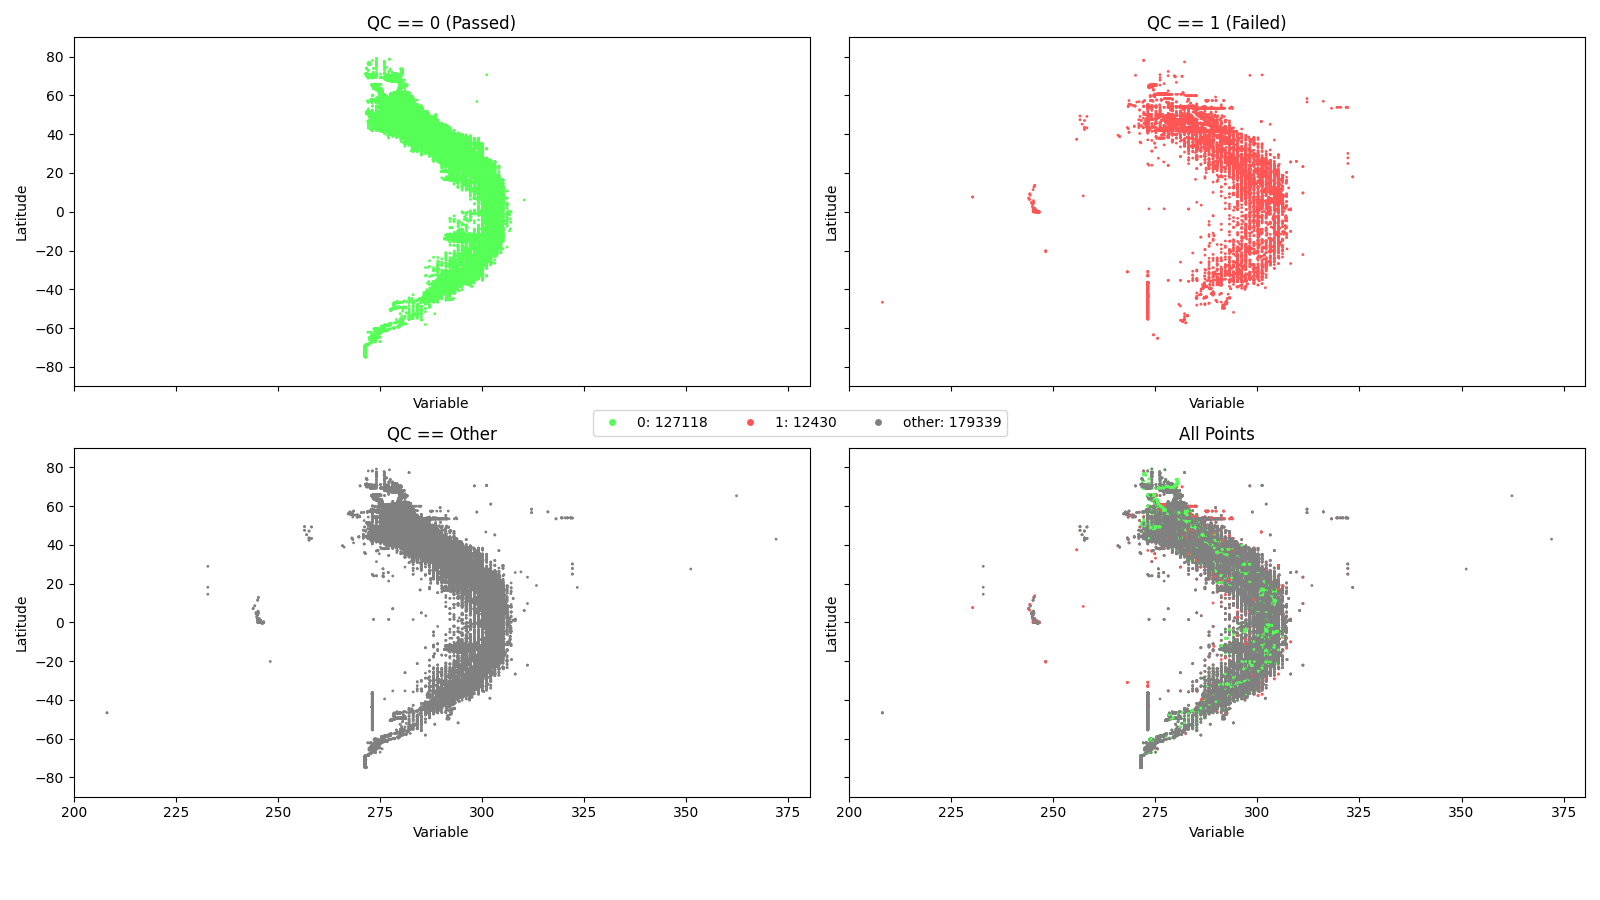 QC == 0 (Passed)
QC == 1 (Failed)
Latitude
80
60
40
20
0
−20
−40
−60
−80
Variable
Latitude
Variable
0: 127118
1: 12430
other: 179339
QC == Other
All Points
Latitude
80
60
40
20
0
−20
−40
−60
−80
200
225
250
275
300
325
350
375
Variable
Latitude
200
225
250
275
300
325
350
375
Variable